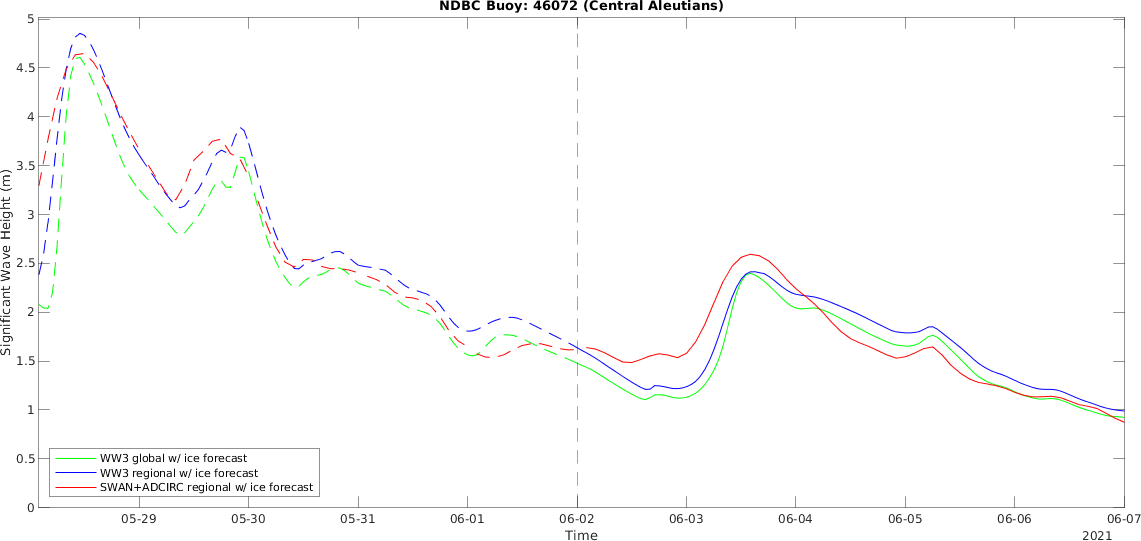 NDBC Buoy: 46072 (Central Aleutians)
Significant Wave Height (m)
5
4.5
4
3.5
3
2.5
2
1.5
1
0.5
0
WW3 global w/ ice forecast
WW3 regional w/ ice forecast
SWAN+ADCIRC regional w/ ice forecast
05-29 05-30 05-31 06-01 06-02 06-03 06-04 06-05 06-06 06-07
Time
2021